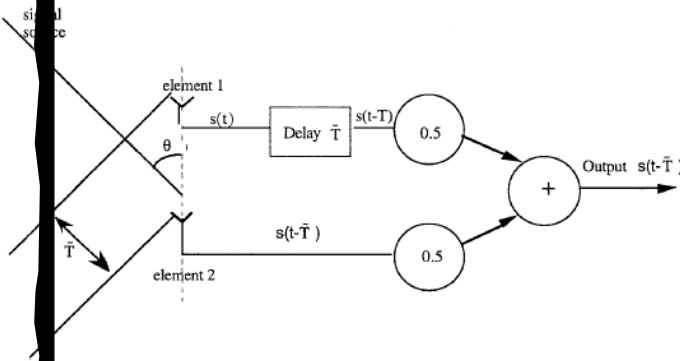 element 1
s(t)
Delay T̃
s(t-T)
0.5
θ
+
Output s(t-T̃)
T̃
s(t-T̃ )
0.5
element 2